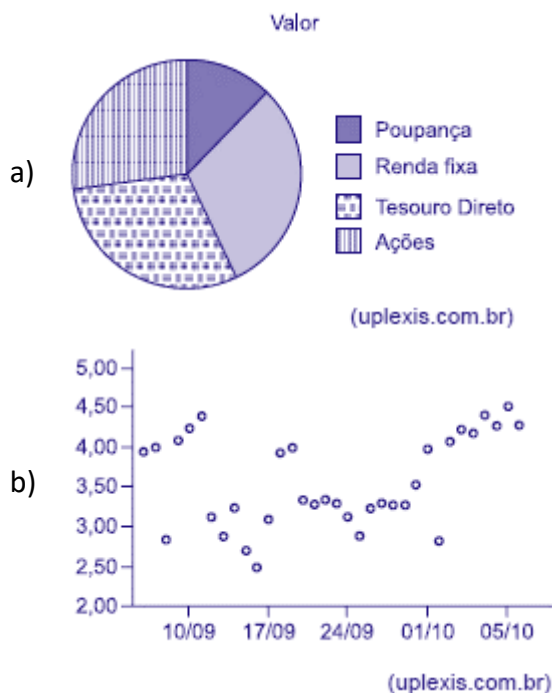 Valor
a)
Poupança
Renda fixa
Tesouro Direto
Ações
(uplexis.com.br)
b)
5,00
4,50
4,00
3,50
3,00
2,50
2,00
10/09 17/09 24/09 01/10 05/10
(uplexis.com.br)